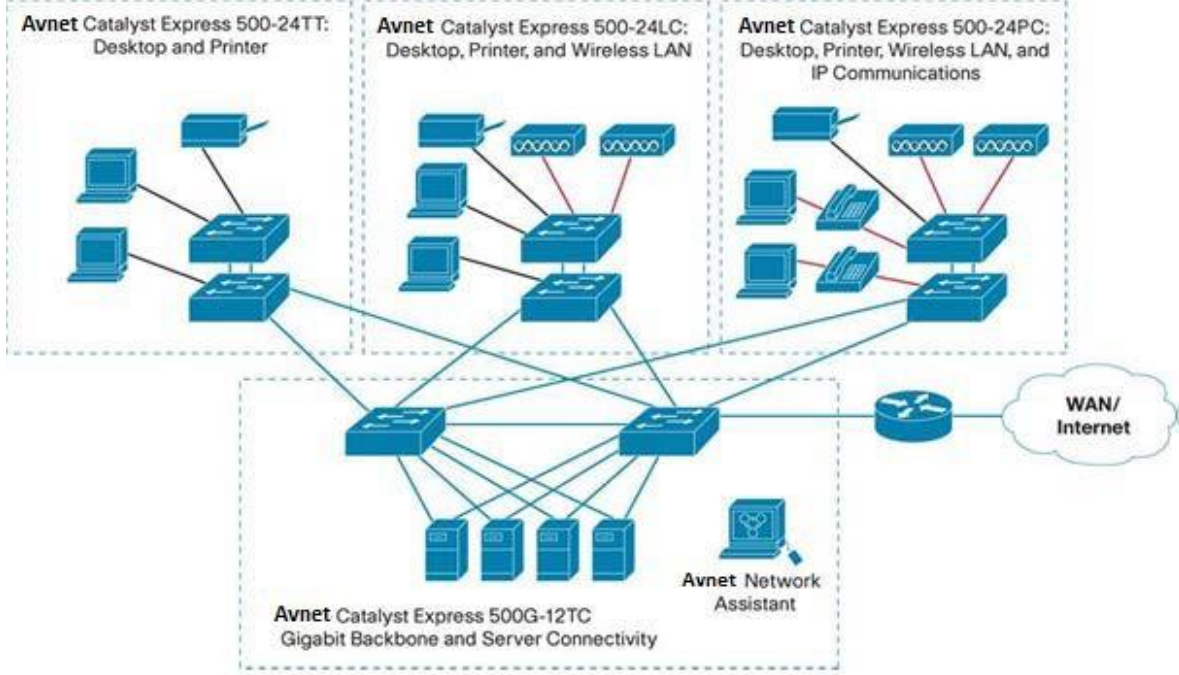 Avnet Catalyst Express 500-24TT:
Desktop and Printer
Avnet Catalyst Express 500-24LC:
Desktop, Printer, and Wireless LAN
Avnet Catalyst Express 500-24PC:
Desktop, Printer, Wireless LAN, and
IP Communications
WAN/
Internet
Avnet Network
Assistant
Avnet Catalyst Express 500G-12TC
Gigabit Backbone and Server Connectivity